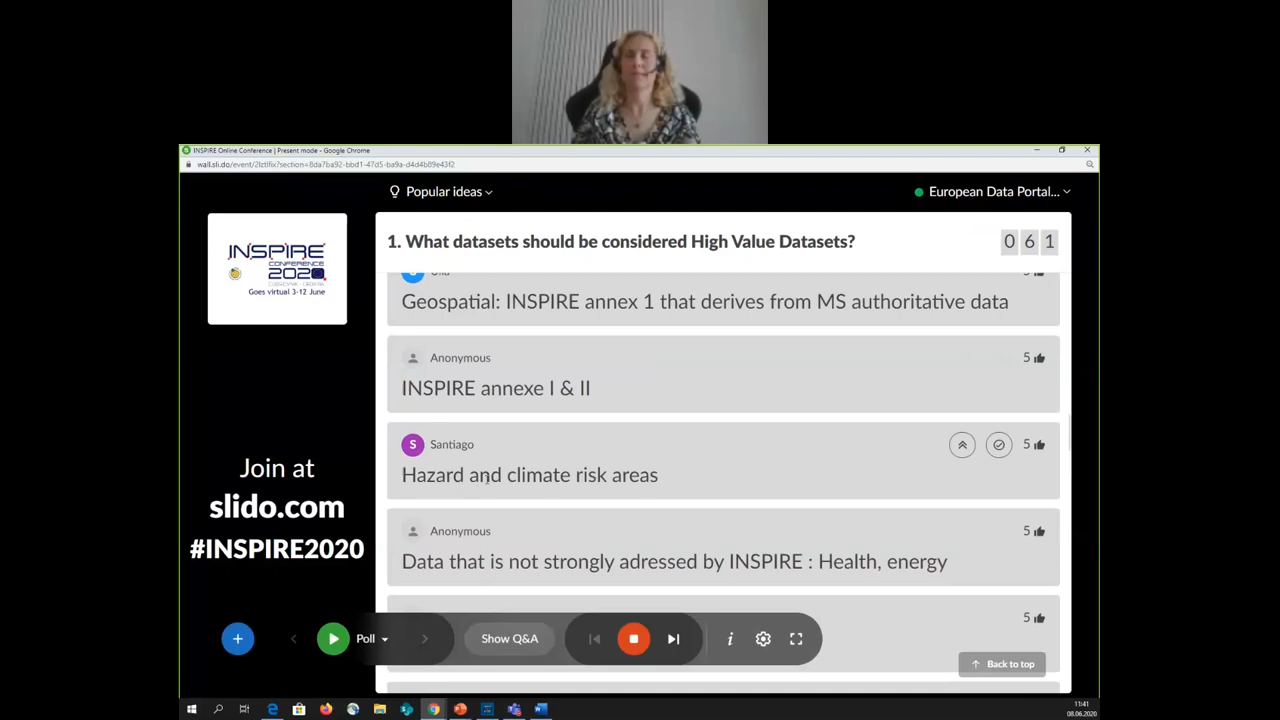 INSPIRE Online Conference | Present mode - Google Chrome
Popular ideas
European Data Portal...
INSPIRE
CONFERENCE
2020
Goes virtual 3-12 June
1. What datasets should be considered High Value Datasets?
061
Geospatial: INSPIRE annex 1 that derives from MS authoritative data
Anonymous
5
INSPIRE annexe I & II
S
Santiago
5
Hazard and climate risk areas
Anonymous
5
Data that is not strongly adressed by INSPIRE : Health, energy
5
Join at
slido.com
#INSPIRE2020
Poll
Show Q&A
Back to top
11:41
08.06.2020